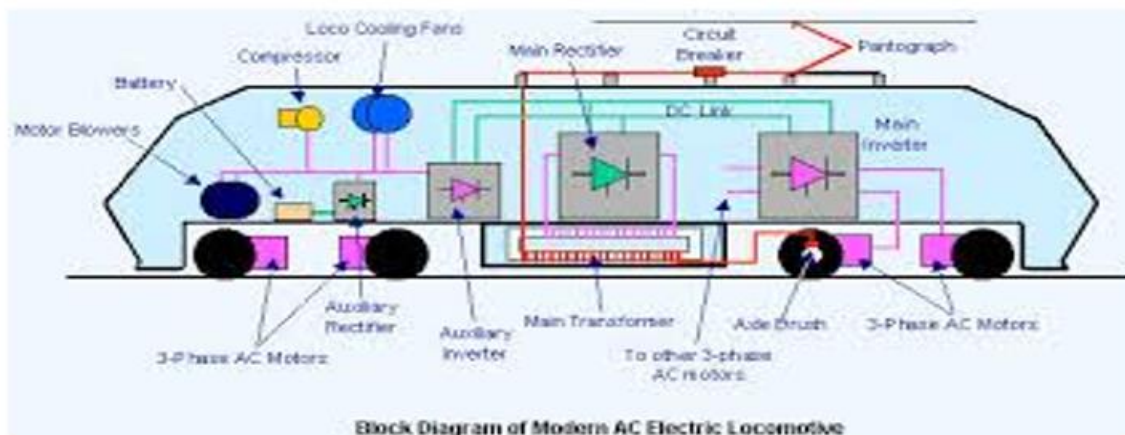 Loco Cooling Fans
Compressor
Battery
Motor Blowers
Main Rectifier
Circuit
Breaker
Pantograph
DC Link
Main
Inverter
3-Phase AC Motors
Auxiliary
Rectifier
Auxiliary
Inverter
Main Transformer
To other 3-phase
AC motors
Axle Brush
3-Phase AC Motors
Block Diagram of Modern AC Electric Locomotive